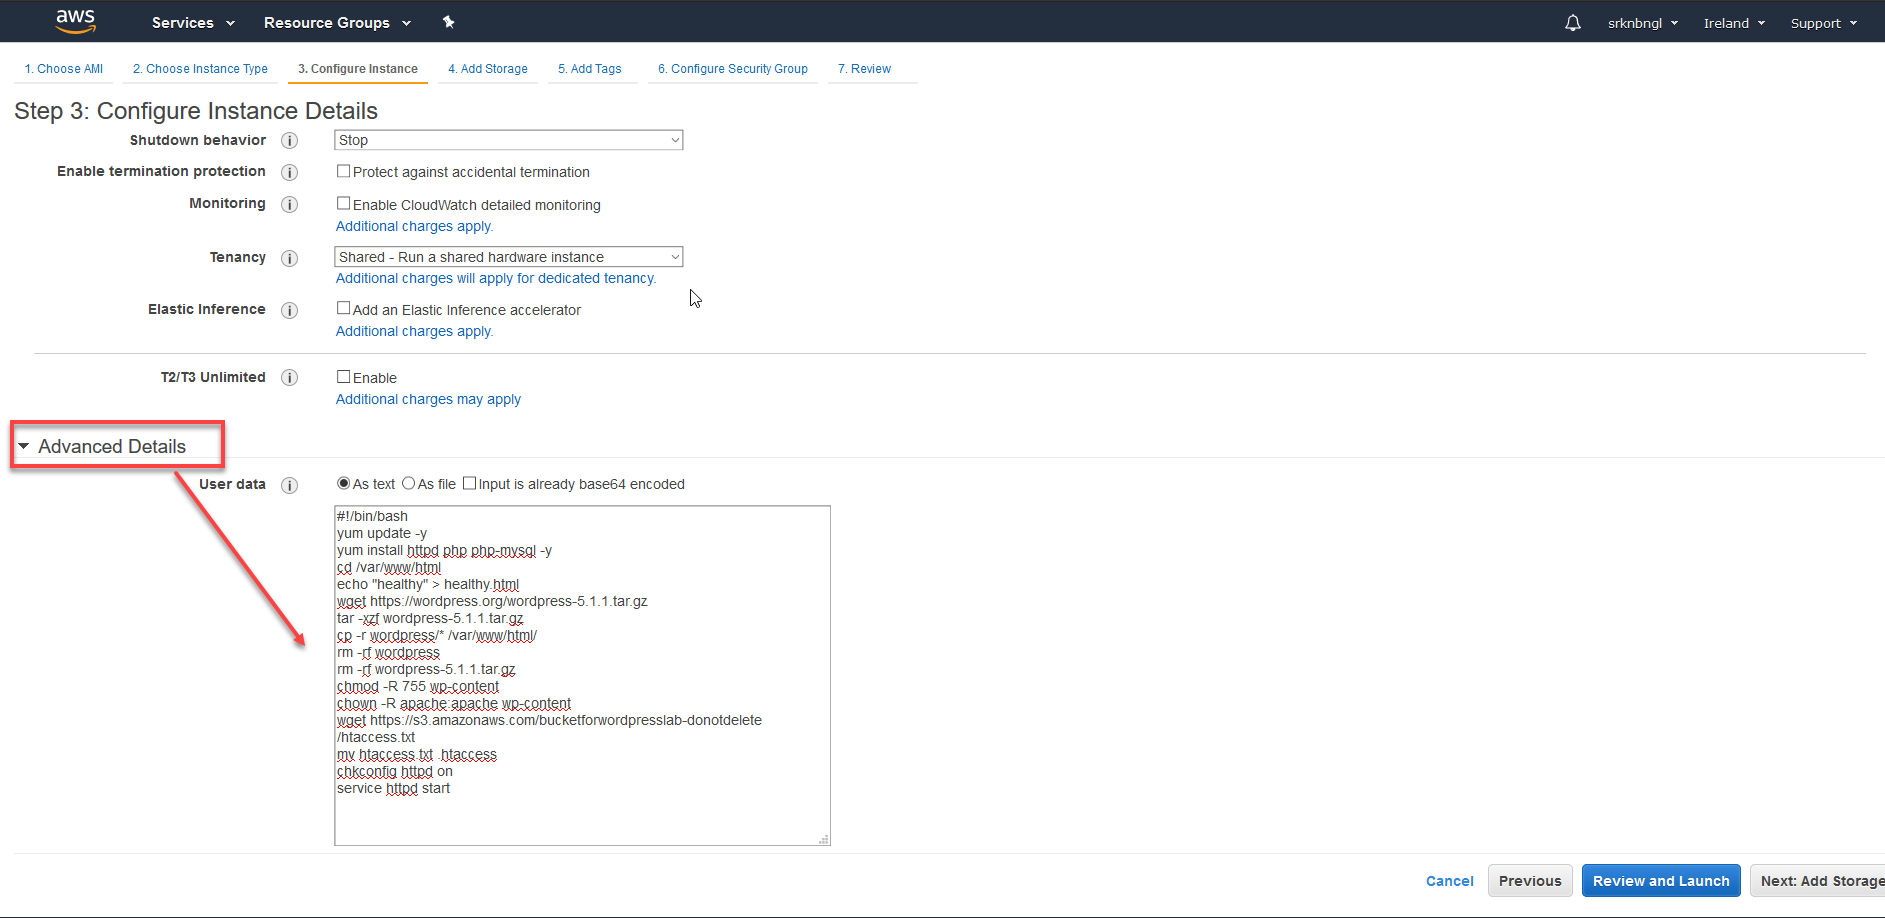 aws Services Resource Groups srknbngl Ireland Support
1. Choose AMI 2. Choose Instance Type 3. Configure Instance 4. Add Storage 5. Add Tags 6. Configure Security Group 7. Review
Step 3: Configure Instance Details
Shutdown behavior i Stop
Enable termination protection i Protect against accidental termination
Monitoring i Enable CloudWatch detailed monitoring
Additional charges apply.
Tenancy i Shared - Run a shared hardware instance
Additional charges will apply for dedicated tenancy.
Elastic Inference i Add an Elastic Inference accelerator
Additional charges apply.
T2/T3 Unlimited i Enable
Additional charges may apply
Advanced Details
User data i As text As file Input is already base64 encoded
#!/bin/bash
yum update -y
yum install httpd php php-mysql -y
cd /var/www/html
echo "healthy" > healthy.html
wget https://wordpress.org/wordpress-5.1.1.tar.gz
tar -xzf wordpress-5.1.1.tar.gz
cp -r wordpress/* /var/www/html/
rm -rf wordpress
rm -rf wordpress-5.1.1.tar.gz
chmod -R 755 wp-content
chown -R apache:apache wp-content
wget https://s3.amazonaws.com/bucketforwordpresslab-donotdelete
/htaccess.txt
mv htaccess.txt .htaccess
chkconfig httpd on
service httpd start
Cancel Previous Review and Launch Next: Add Storage